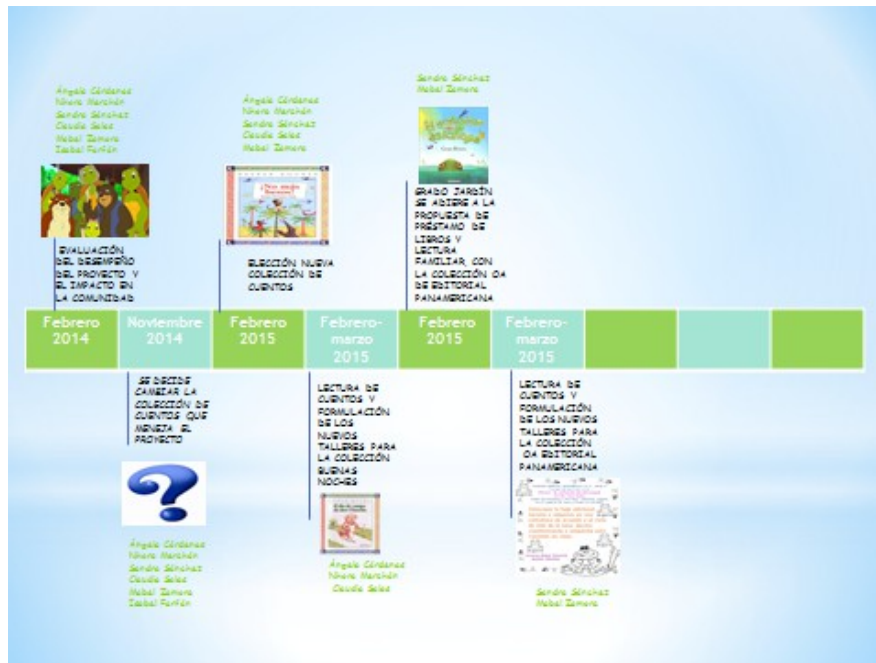 Ángela Cárdenas
Nhora Marchán
Sandra Sánchez
Claudia Salas
Mabel Zamora
Isabel Farfán
EVALUACIÓN
DEL DESEMPEÑO
DEL PROYECTO Y
EL IMPACTO EN
LA COMUNIDAD
Ángela Cárdenas
Nhora Marchán
Sandra Sánchez
Claudia Salas
Mabel Zamora
¡No more besos!
ELECCIÓN NUEVA
COLECCIÓN DE
CUENTOS
Sandra Sánchez
Mabel Zamora
GRADO JARDÍN
SE ADIERE A LA
PROPUESTA DE
PRÉSTAMO DE
LIBROS Y
LECTURA
FAMILIAR, CON
LA COLECCIÓN OA
DE EDITORIAL
PANAMERICANA
Febrero
2014
Noviembre
2014
Febrero
2015
Febrero-
marzo
2015
Febrero
2015
Febrero-
marzo
2015
SE DECIDE
CAMBIAR LA
COLECCIÓN DE
CUENTOS QUE
MENEJA EL
PROYECTO
?
Ángela Cárdenas
Nhora Marchán
Sandra Sánchez
Claudia Salas
Mabel Zamora
Isabel Farfán
LECTURA DE
CUENTOS Y
FORMULACIÓN
DE LOS
NUEVOS
TALLERES PARA
LA COLECCIÓN
BUENAS
NOCHES
Ángela Cárdenas
Nhora Marchán
Claudia Salas
LECTURA DE
CUENTOS Y
FORMULACIÓN
DE LOS NUEVOS
TALLERES PARA
LA COLECCIÓN
OA EDITORIAL
PANAMERICANA
Sandra Sánchez
Mabel Zamora